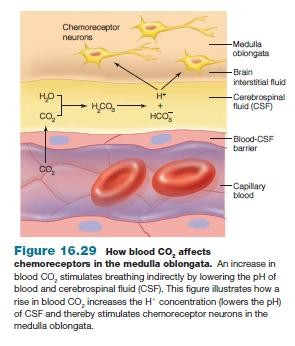 Chemoreceptor
neurons
Medulla
oblongata
Brain
interstitial fluid
H₂O
H₂CO₃
H⁺
+
HCO₃⁻
CO₂
Cerebrospinal
fluid (CSF)
Blood-CSF
barrier
CO₂
Capillary
blood
Figure 16.29 How blood CO₂ affects
chemoreceptors in the medulla oblongata. An increase in
blood CO₂ stimulates breathing indirectly by lowering the pH of
blood and cerebrospinal fluid (CSF). This figure illustrates how a
rise in blood CO₂ increases the H⁺ concentration (lowers the pH)
of CSF and thereby stimulates chemoreceptor neurons in the
medulla oblongata.